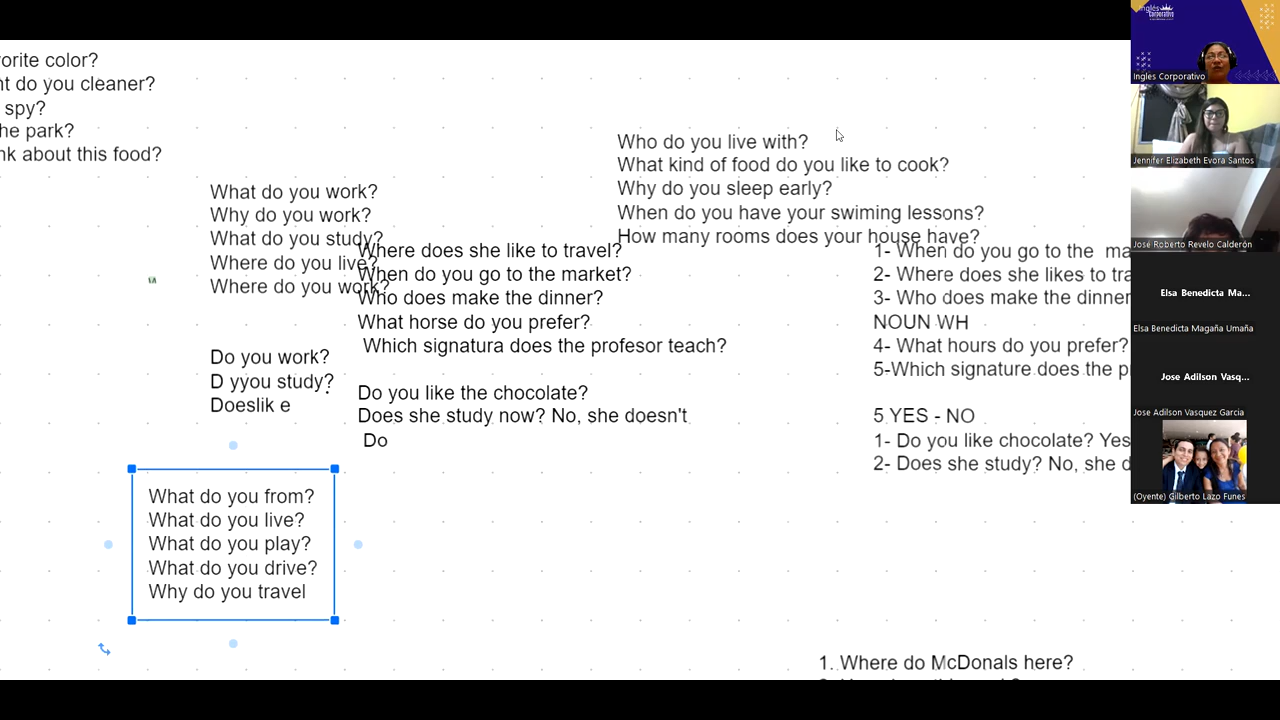 orite color?
nt do you cleaner?
spy?
he park?
nk about this food?
What do you work?
Why do you work?
What do you study?
Where do you live?
Where do you work?
Do you work?
D yyou study?
Doeslik e
What do you from?
What do you live?
What do you play?
What do you drive?
Why do you travel
Where does she like to travel?
When do you go to the market?
Who does make the dinner?
What horse do you prefer?
Which signatura does the profesor teach?
Do you like the chocolate?
Does she study now? No, she doesn't
Do
Who do you live with?
What kind of food do you like to cook?
Why do you sleep early?
When do you have your swiming lessons?
How many rooms does your house have?
1- When do you go to the ma
2- Where does she likes to tra
3- Who does make the dinner
NOUN WH
4- What hours do you prefer?
5-Which signature does the p
5 YES - NO
1- Do you like chocolate? Yes
2- Does she study? No, she d
1. Where do McDonals here?
Inglés
corporativo
Ingles Corporativo
Jennifer Elizabeth Evora Santos
José Roberto Revelo Calderón
Elsa Benedicta Ma...
Elsa Benedicta Magaña Umaña
Jose Adilson Vasq...
Jose Adilson Vasquez Garcia
(Oyente) Gilberto Lazo Funes